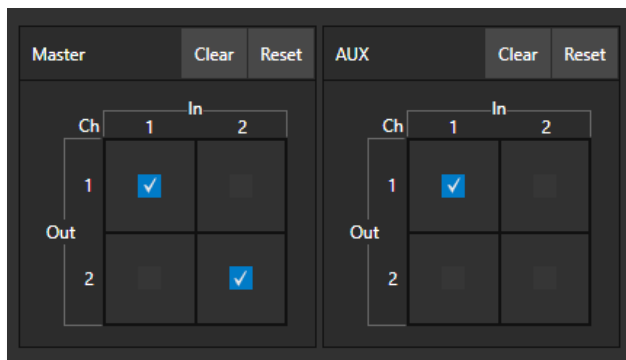 Master Clear Reset AUX Clear Reset
In In
Ch 1 2 Ch 1 2
1 1
Out Out
2 2